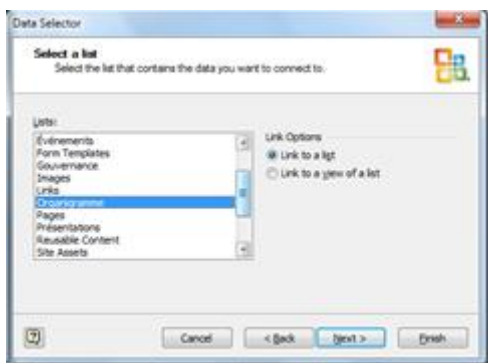 Data Selector
Select a list
Select the list that contains the data you want to connect to.
Lists:
Événements
Form Templates
Gouvernance
Images
Links
Organigramme
Pages
Présentations
Reusable Content
Site Assets
Link Options
Link to a list
Link to a view of a list
Cancel
< Back
Next >
Finish